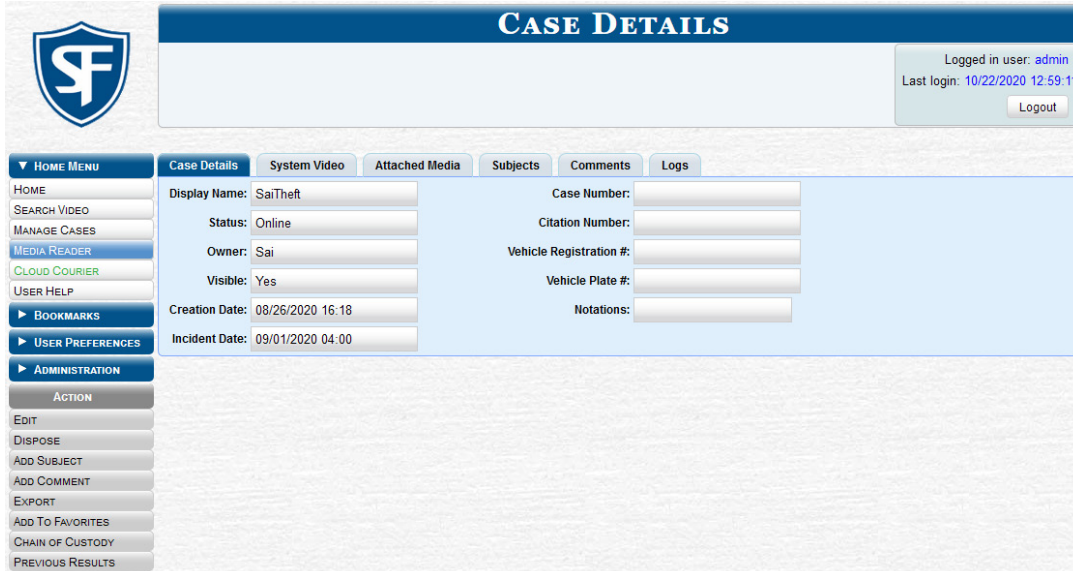 CASE DETAILS
SF
Logged in user: admin
Last login: 10/22/2020 12:59:1
Logout
▼ HOME MENU
HOME
SEARCH VIDEO
MANAGE CASES
MEDIA READER
CLOUD COURIER
USER HELP
▶ BOOKMARKS
▶ USER PREFERENCES
▶ ADMINISTRATION
ACTION
EDIT
DISPOSE
ADD SUBJECT
ADD COMMENT
EXPORT
ADD TO FAVORITES
CHAIN OF CUSTODY
PREVIOUS RESULTS
Case Details System Video Attached Media Subjects Comments Logs
Display Name: SaiTheft Case Number:
Status: Online Citation Number:
Owner: Sai Vehicle Registration #:
Visible: Yes Vehicle Plate #:
Creation Date: 08/26/2020 16:18 Notations:
Incident Date: 09/01/2020 04:00